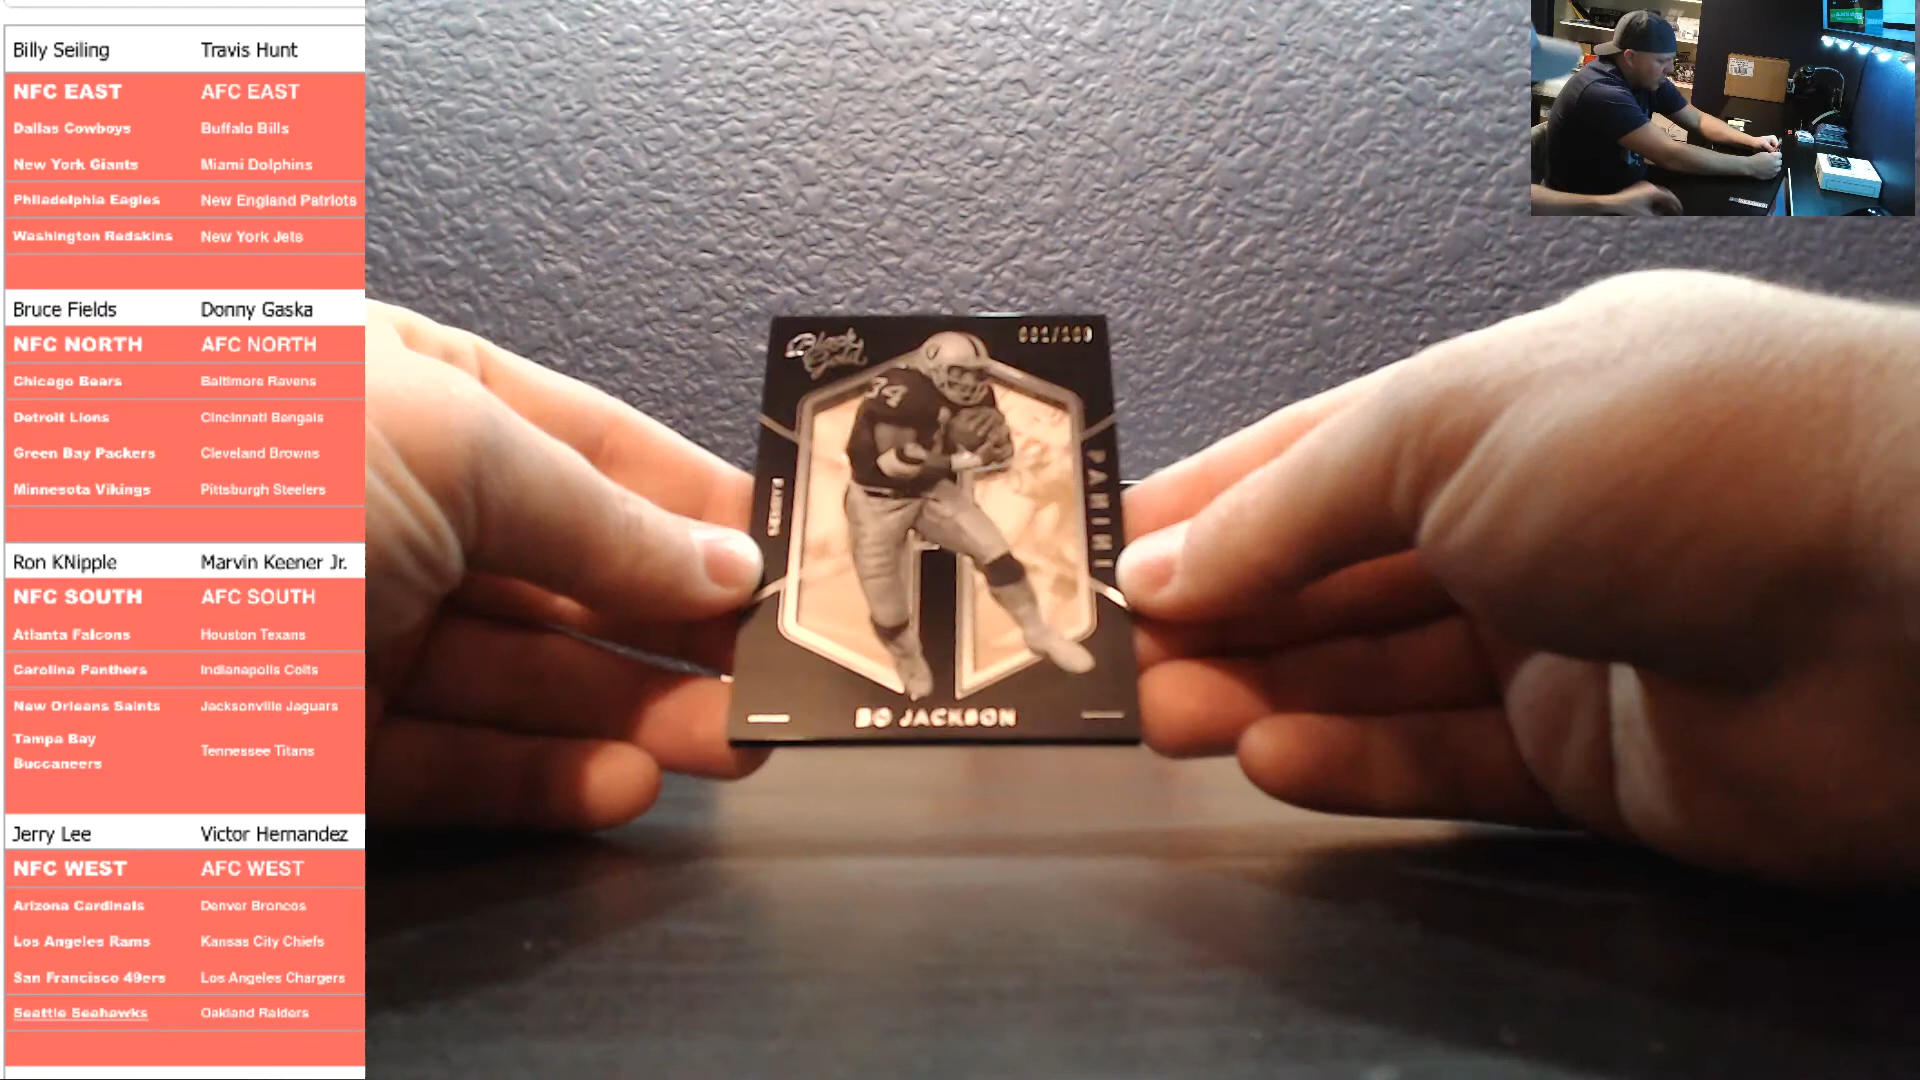 Billy Seiling Travis Hunt
NFC EAST AFC EAST
Dallas Cowboys Buffalo Bills
New York Giants Miami Dolphins
Philadelphia Eagles New England Patriots
Washington Redskins New York Jets
Bruce Fields Donny Gaska
NFC NORTH AFC NORTH
Chicago Bears Baltimore Ravens
Detroit Lions Cincinnati Bengals
Green Bay Packers Cleveland Browns
Minnesota Vikings Pittsburgh Steelers
Ron KNipple Marvin Keener Jr.
NFC SOUTH AFC SOUTH
Atlanta Falcons Houston Texans
Carolina Panthers Indianapolis Colts
New Orleans Saints Jacksonville Jaguars
Tampa Bay Buccaneers Tennessee Titans
Jerry Lee Victor Hernandez
NFC WEST AFC WEST
Arizona Cardinals Denver Broncos
Los Angeles Rams Kansas City Chiefs
San Francisco 49ers Los Angeles Chargers
Seattle Seahawks Oakland Raiders
Black Gold
34
RAIDERS
PANINI
BO JACKSON